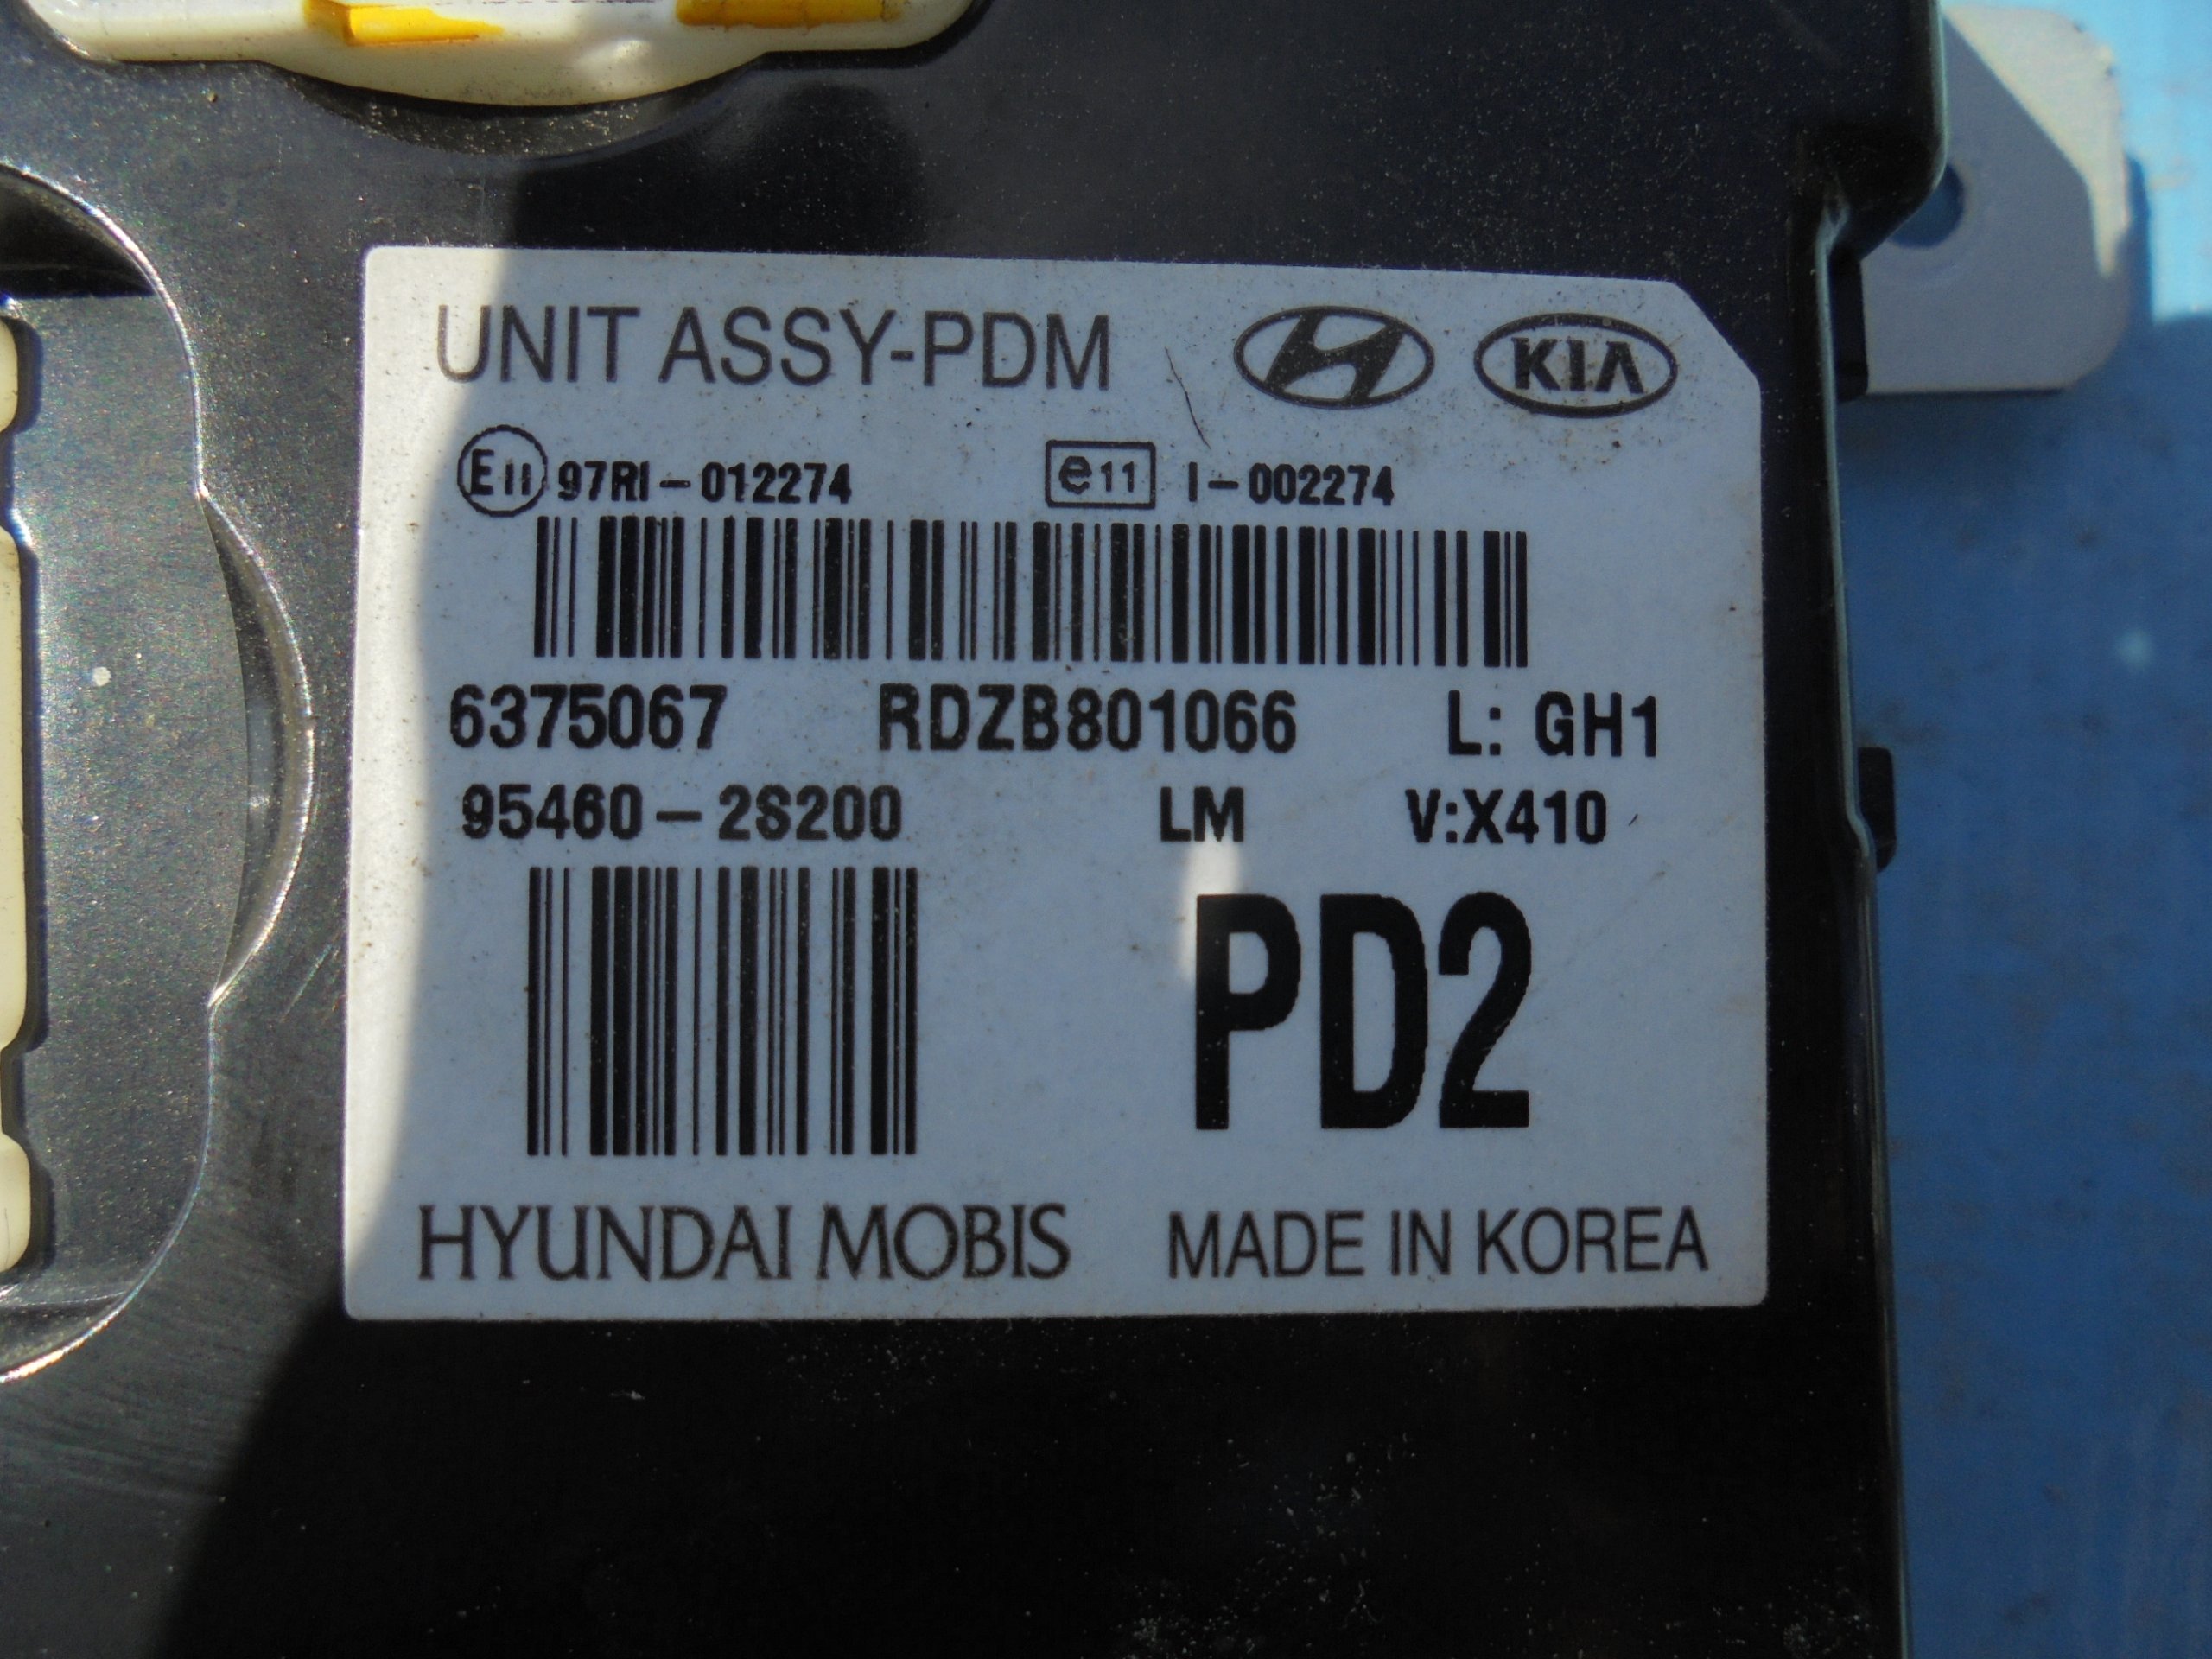 UNIT ASSY-PDM KIA
E11 97RI-012274 e11 I-002274
6375067 RDZB801066 L: GH1
95460-2S200 LM V:X410
PD2
HYUNDAI MOBIS MADE IN KOREA